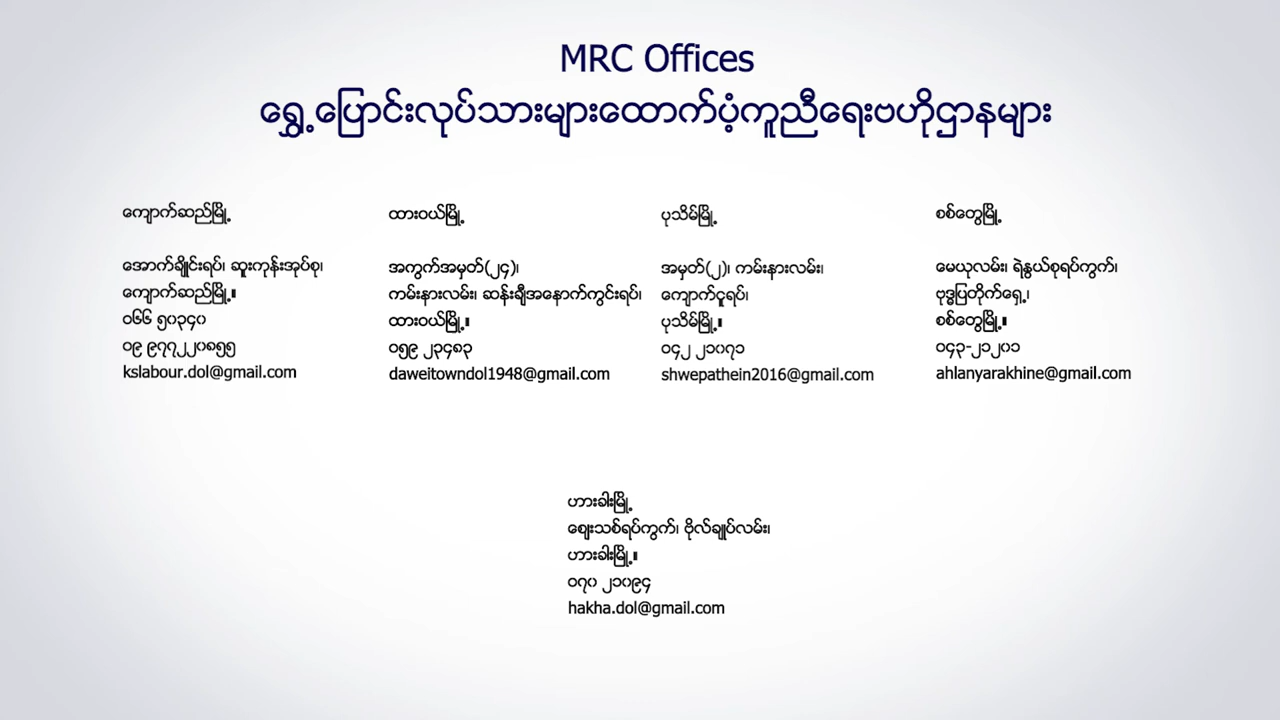 MRC Offices
ရွှေ့ပြောင်းလုပ်သားများထောက်ပံ့ကူညီရေးဗဟိုဌာနများ
ကျောက်ဆည်မြို့
အောက်ချိုင်းရပ်၊ ဆူးကုန်းအုပ်စု၊
ကျောက်ဆည်မြို့။
၀၆၆ ၅၀၃၄၀
၀၉ ၉၇၇၂၂၀၈၅၅
kslabour.dol@gmail.com
ထားဝယ်မြို့
အကွက်အမှတ်(၂၄)၊
ကမ်းနားလမ်း၊ ဆန်းချီအနောက်ကွင်းရပ်၊
ထားဝယ်မြို့။
၀၅၉ ၂၃၄၈၃
daweitowndol1948@gmail.com
ပုသိမ်မြို့
အမှတ်(၂)၊ ကမ်းနားလမ်း၊
ကျောက်ငူရပ်၊
ပုသိမ်မြို့။
၀၄၂ ၂၁၀၇၁
shwepathein2016@gmail.com
စစ်တွေမြို့
မေယုလမ်း၊ ရဲနွယ်စုရပ်ကွက်၊
ဗုဒ္ဓပြတိုက်ရှေ့၊
စစ်တွေမြို့။
၀၄၃-၂၁၂၀၁
ahlanyarakhine@gmail.com
ဟားခါးမြို့
ဈေးသစ်ရပ်ကွက်၊ ဗိုလ်ချုပ်လမ်း၊
ဟားခါးမြို့။
၀၇၀ ၂၁၀၉၄
hakha.dol@gmail.com